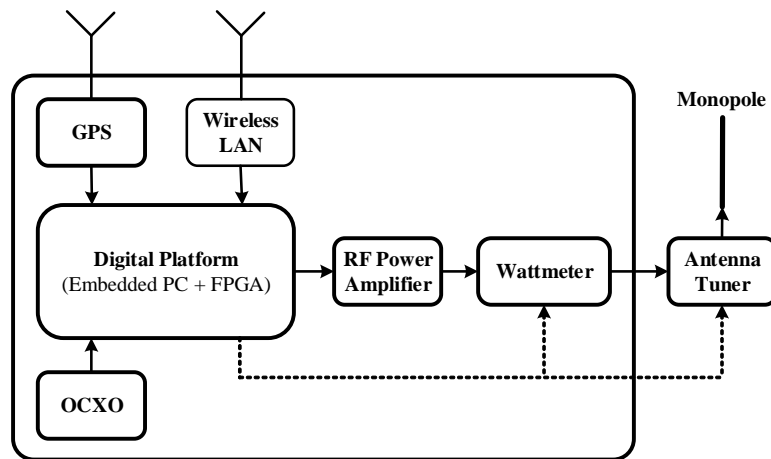 GPS
Wireless
LAN
Monopole
Digital Platform
(Embedded PC + FPGA)
RF Power
Amplifier
Wattmeter
Antenna
Tuner
OCXO